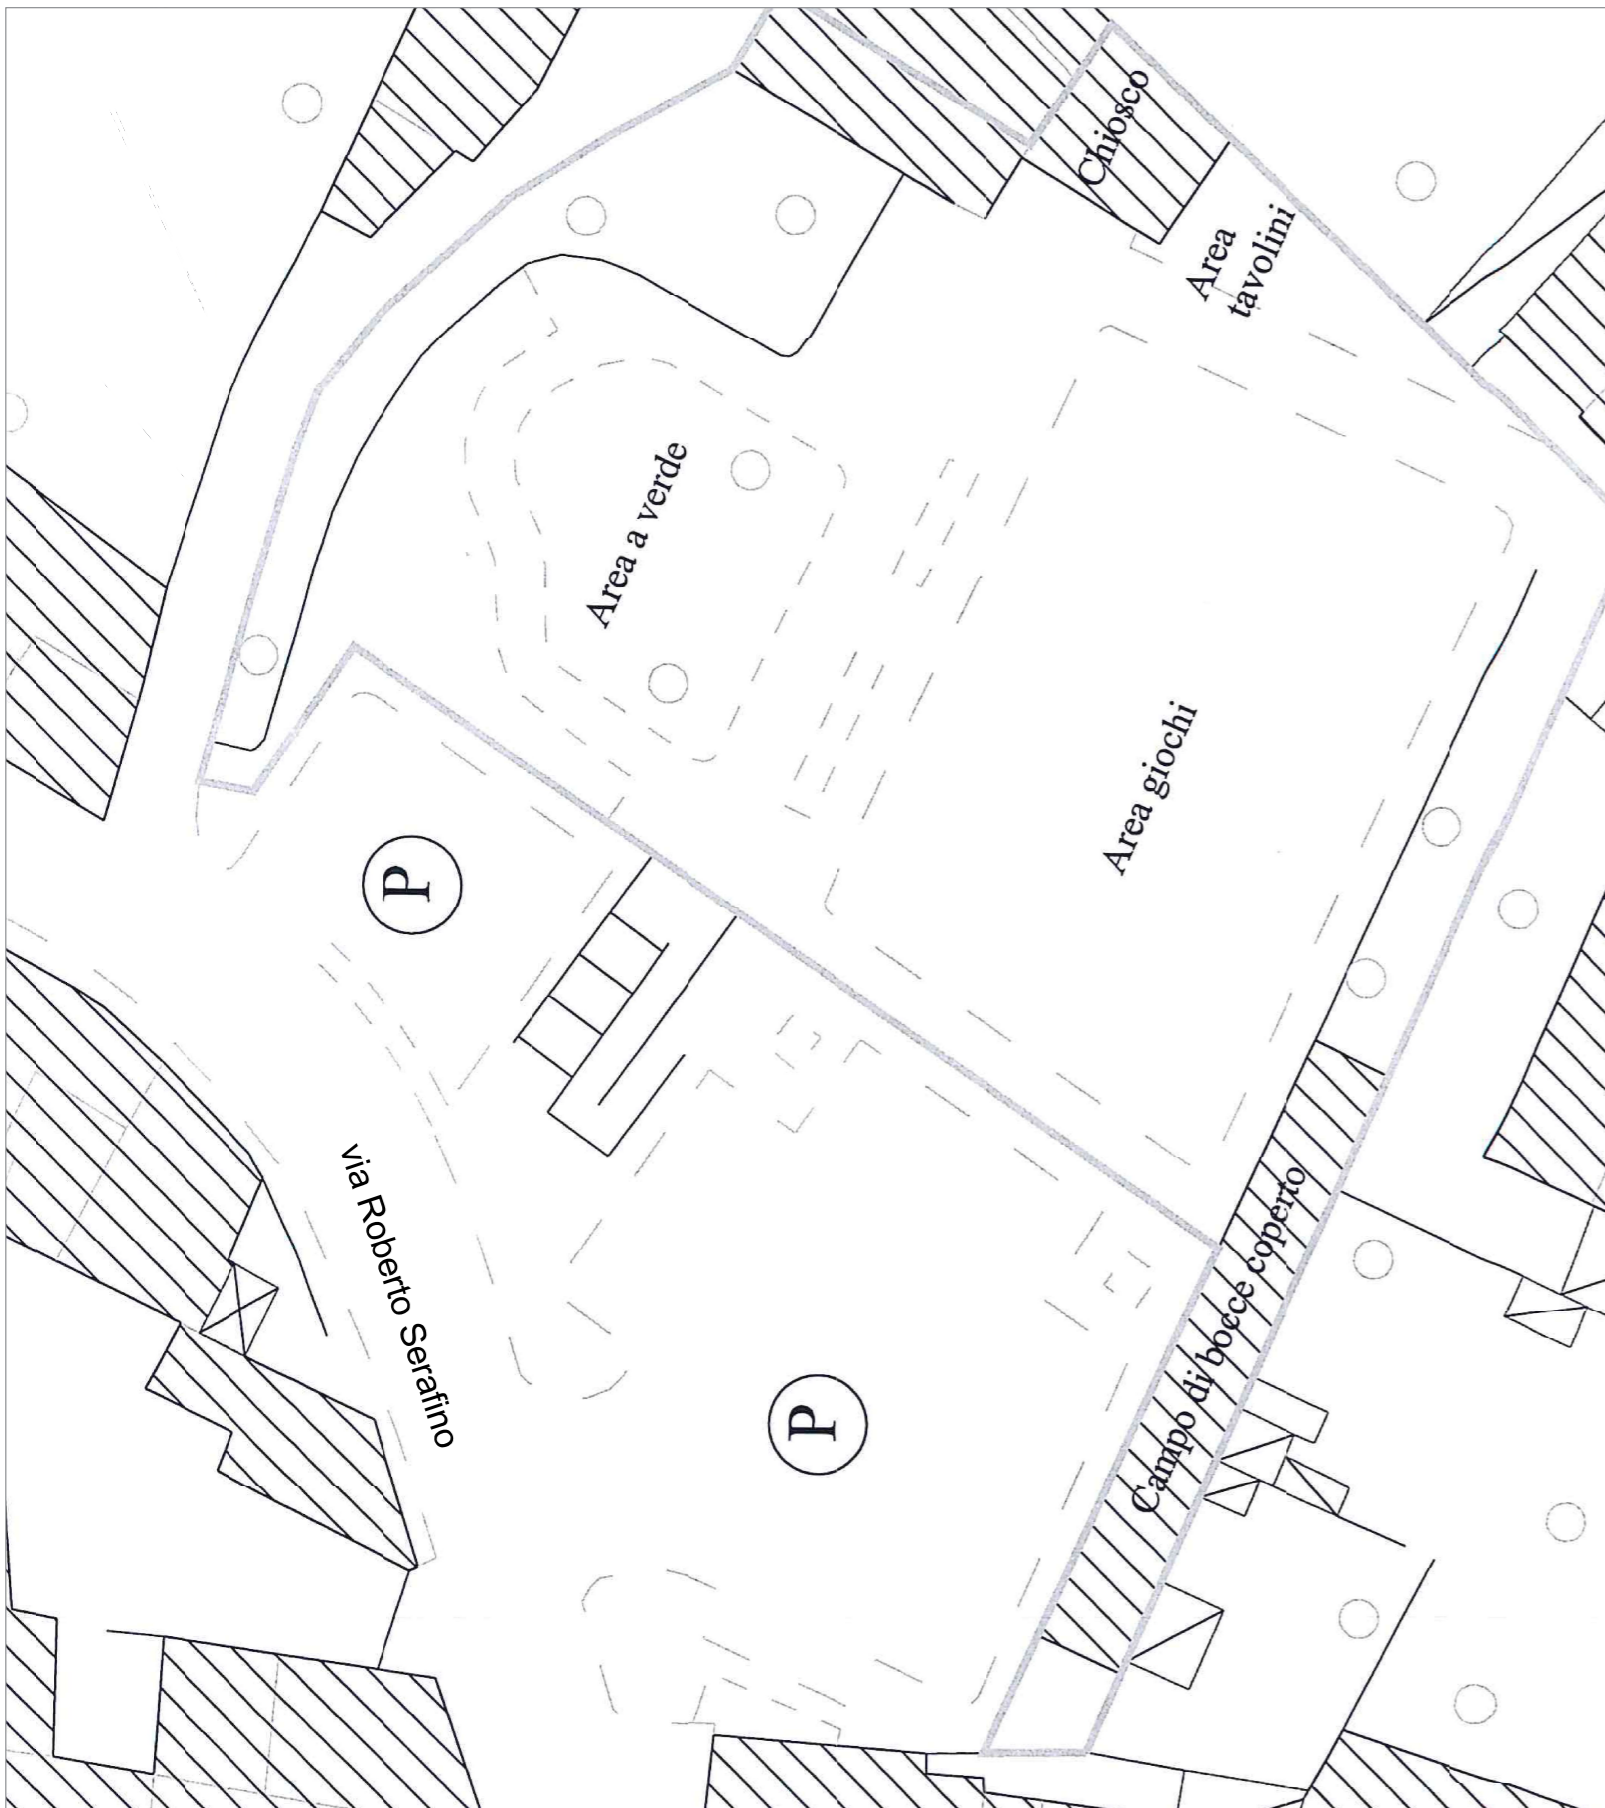 Chiosco
Area
tavolini
Area a verde
Area giochi
P
via Roberto Serafino
Campo di bocce coperto
P